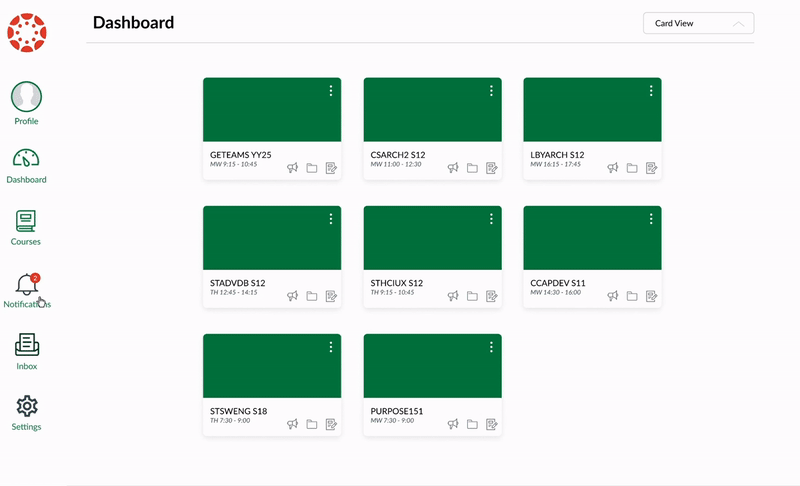 Dashboard
Card View
Profile
Dashboard
Courses
2
Notifications
Inbox
Settings
GETEAMS YY25
MW 9:15 - 10:45
CSARCH2 S12
MW 11:00 - 12:30
LBYARCH S12
MW 16:15 - 17:45
STADVDB S12
TH 12:45 - 14:15
STHCIUX S12
TH 9:15 - 10:45
CCAPDEV S11
MW 14:30 - 16:00
STSWENG S18
TH 7:30 - 9:00
PURPOSE151
MW 7:30 - 9:00